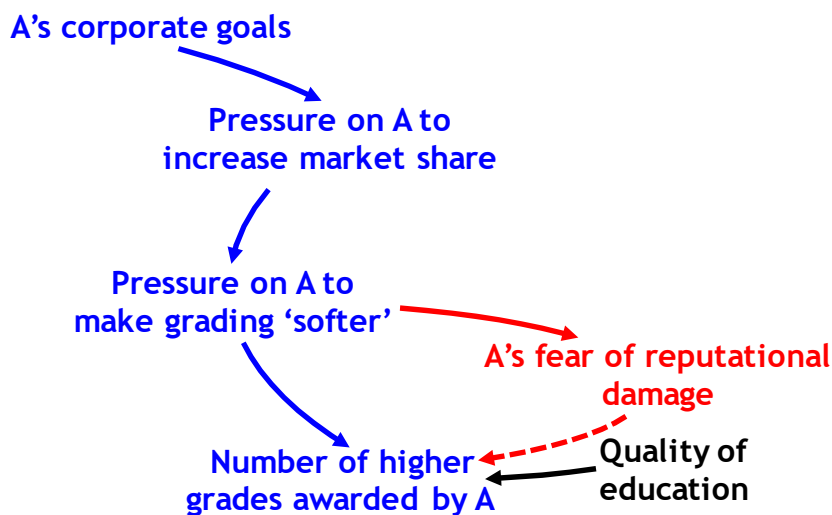 A’s corporate goals
Pressure on A to
increase market share
Pressure on A to
make grading ‘softer’
A’s fear of reputational
damage
Number of higher
grades awarded by A
Quality of
education